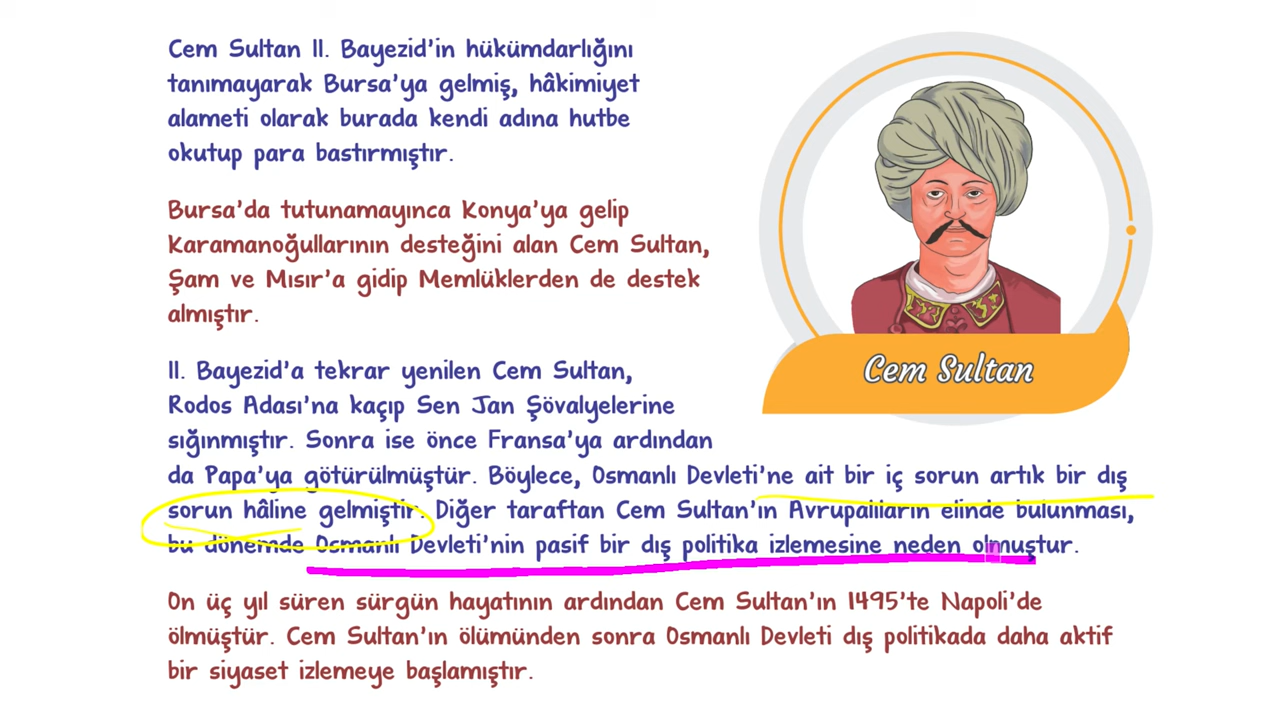 Cem Sultan II. Bayezid'in hükümdarlığını
tanımayarak Bursa'ya gelmiş, hâkimiyet
alameti olarak burada kendi adına hutbe
okutup para bastırmıştır.
Bursa'da tutunamayınca Konya'ya gelip
Karamanoğullarının desteğini alan Cem Sultan,
Şam ve Mısır'a gidip Memlüklerden de destek
almıştır.
II. Bayezid'a tekrar yenilen Cem Sultan,
Rodos Adası'na kaçıp Sen Jan Şövalyelerine
sığınmıştır. Sonra ise önce Fransa'ya ardından
da Papa'ya götürülmüştür. Böylece, Osmanlı Devleti'ne ait bir iç sorun artık bir dış
sorun hâline gelmiştir. Diğer taraftan Cem Sultan'ın Avrupalıların elinde bulunması,
bu dönemde Osmanlı Devleti'nin pasif bir dış politika izlemesine neden olmuştur.
On üç yıl süren sürgün hayatının ardından Cem Sultan'ın 1495'te Napoli'de
ölmüştür. Cem Sultan'ın ölümünden sonra Osmanlı Devleti dış politikada daha aktif
bir siyaset izlemeye başlamıştır.
Cem Sultan